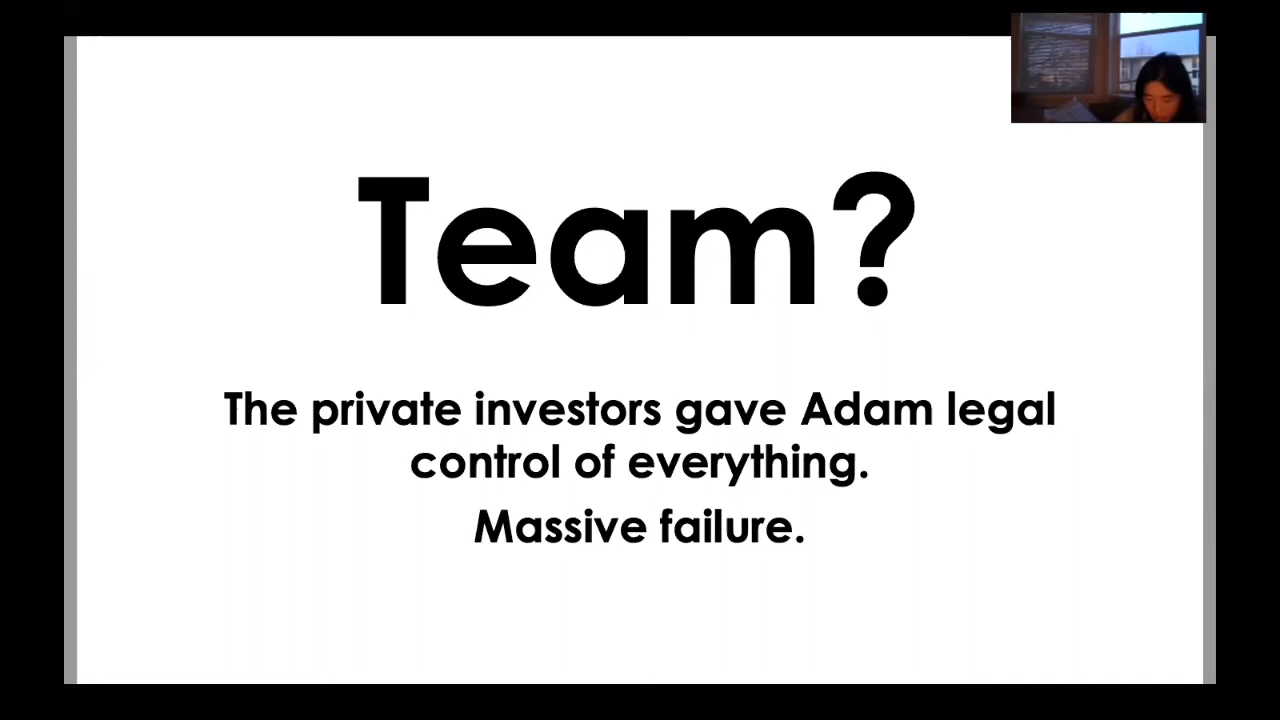 Team?
The private investors gave Adam legal
control of everything.
Massive failure.